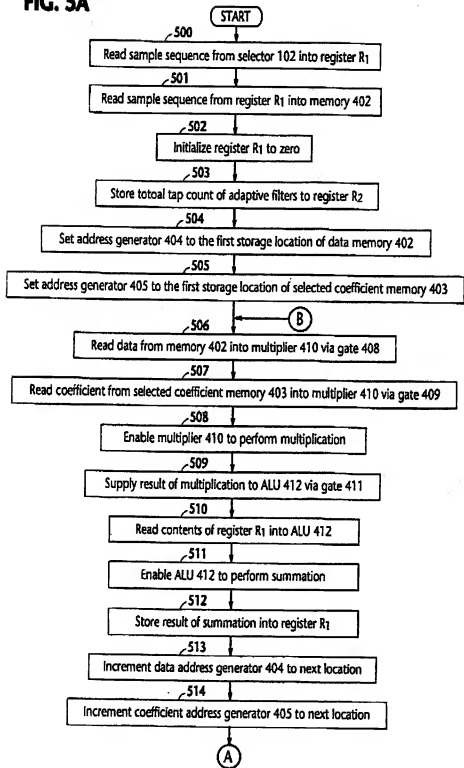 FIG. 5A
START
500
Read sample sequence from selector 102 into register R1
501
Read sample sequence from register R1 into memory 402
502
Initialize register R1 to zero
503
Store totoal tap count of adaptive filters to register R2
504
Set address generator 404 to the first storage location of data memory 402
505
Set address generator 405 to the first storage location of selected coefficient memory 403
B
506
Read data from memory 402 into multiplier 410 via gate 408
507
Read coefficient from selected coefficient memory 403 into multiplier 410 via gate 409
508
Enable multiplier 410 to perform multiplication
509
Supply result of multiplication to ALU 412 via gate 411
510
Read contents of register R1 into ALU 412
511
Enable ALU 412 to perform summation
512
Store result of summation into register R1
513
Increment data address generator 404 to next location
514
Increment coefficient address generator 405 to next location
A